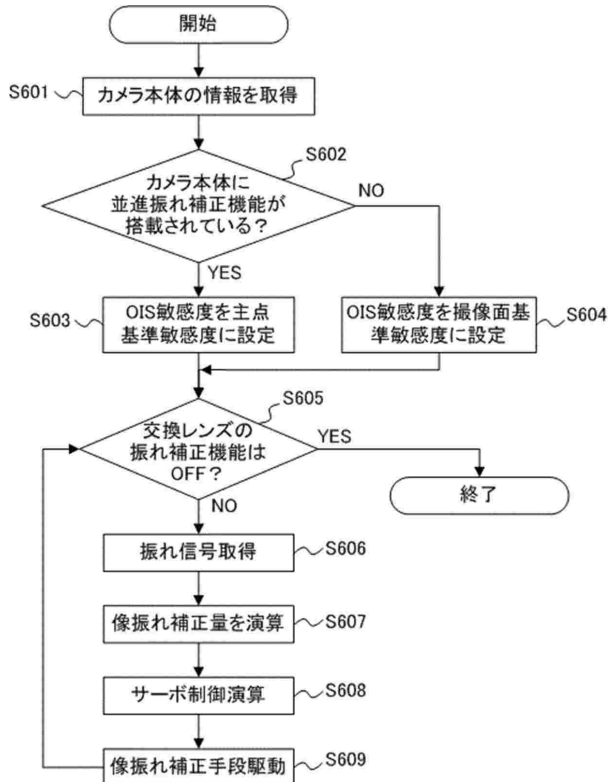 開始
S601
カメラ本体の情報を取得
S602
カメラ本体に
並進振れ補正機能が
搭載されている？
NO
YES
S603
OIS敏感度を主点
基準敏感度に設定
OIS敏感度を撮像面基
準敏感度に設定
S604
S605
交換レンズの
振れ補正機能は
OFF？
YES
終了
NO
振れ信号取得
S606
像振れ補正量を演算
S607
サーボ制御演算
S608
像振れ補正手段駆動
S609